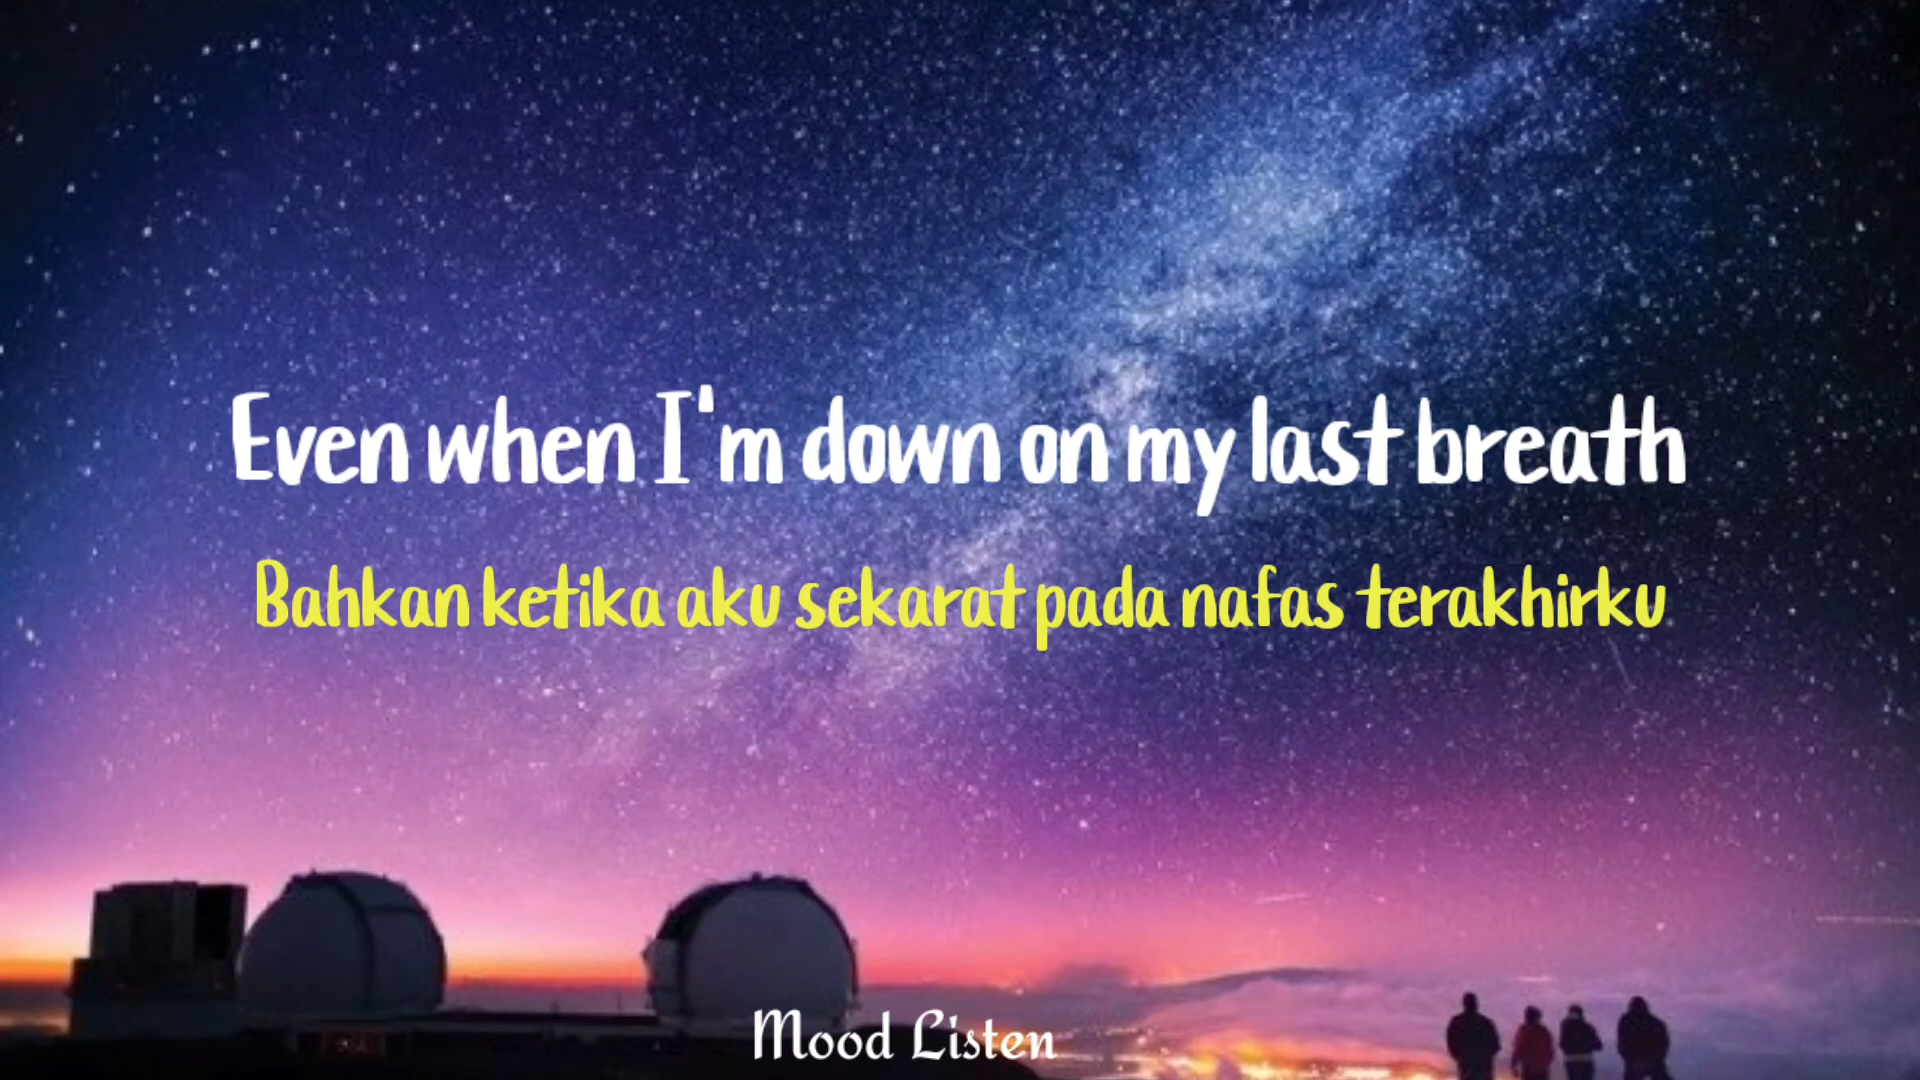 Even when I'm down on my last breath
Bahkan ketika aku sekarat pada nafas terakhirku
Mood Listen